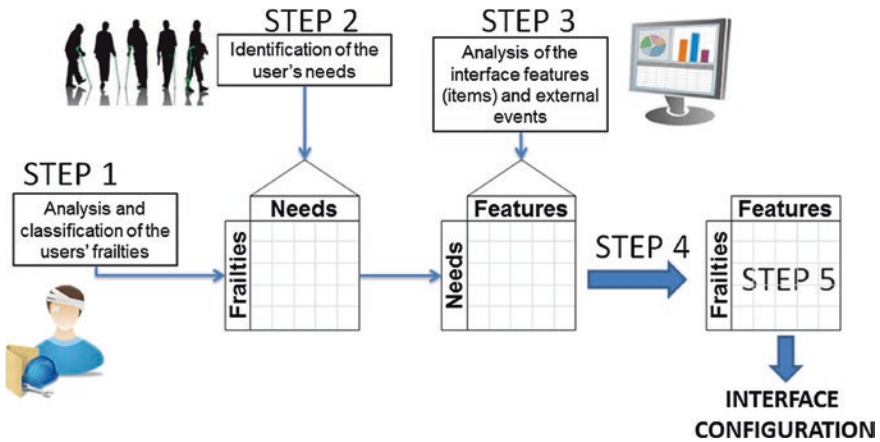 STEP 1
Analysis and
classification of the
users' frailties
STEP 2
Identification of the
user's needs
Needs
Frailties
STEP 3
Analysis of the
interface features
(items) and external
events
Features
Needs
STEP 4
Features
Frailties
STEP 5
INTERFACE
CONFIGURATION